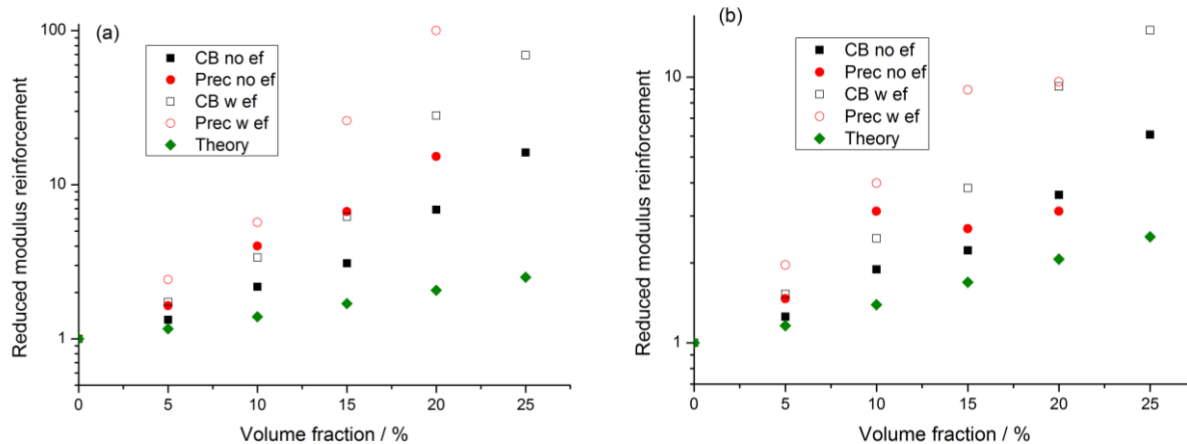 (a)
CB no ef
Prec no ef
CB w ef
Prec w ef
Theory
Reduced modulus reinforcement
100
10
1
0 5 10 15 20 25
Volume fraction / %
(b)
CB no ef
Prec no ef
CB w ef
Prec w ef
Theory
Reduced modulus reinforcement
10
1
0 5 10 15 20 25
Volume fraction / %